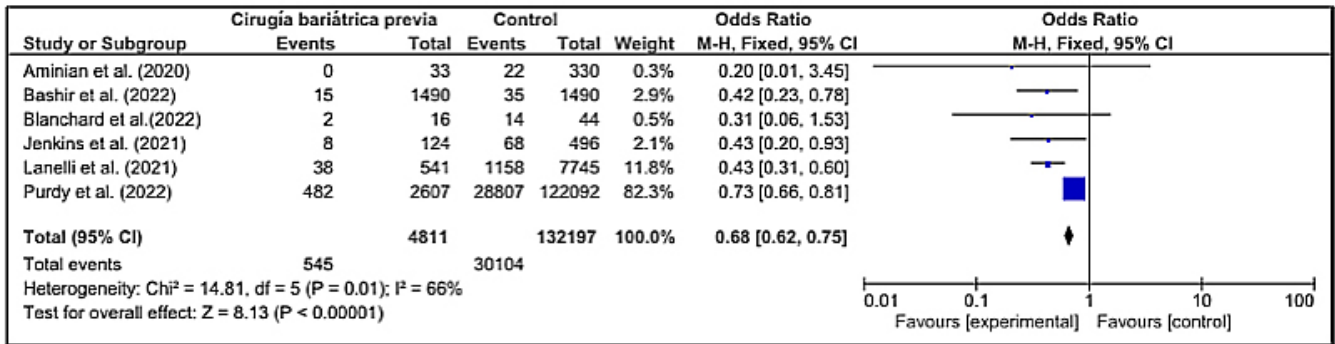 Cirugía bariátrica previa Control Odds Ratio Odds Ratio
Study or Subgroup Events Total Events Total Weight M-H, Fixed, 95% CI M-H, Fixed, 95% CI
Aminian et al. (2020) 0 33 22 330 0.3% 0.20 [0.01, 3.45]
Bashir et al. (2022) 15 1490 35 1490 2.9% 0.42 [0.23, 0.78]
Blanchard et al.(2022) 2 16 14 44 0.5% 0.31 [0.06, 1.53]
Jenkins et al. (2021) 8 124 68 496 2.1% 0.43 [0.20, 0.93]
Lanelli et al. (2021) 38 541 1158 7745 11.8% 0.43 [0.31, 0.60]
Purdy et al. (2022) 482 2607 28807 122092 82.3% 0.73 [0.66, 0.81]
Total (95% CI) 4811 132197 100.0% 0.68 [0.62, 0.75]
Total events 545 30104
Heterogeneity: Chi² = 14.81, df = 5 (P = 0.01); I² = 66%
Test for overall effect: Z = 8.13 (P < 0.00001)
0.01 0.1 1 10 100
Favours [experimental] Favours [control]